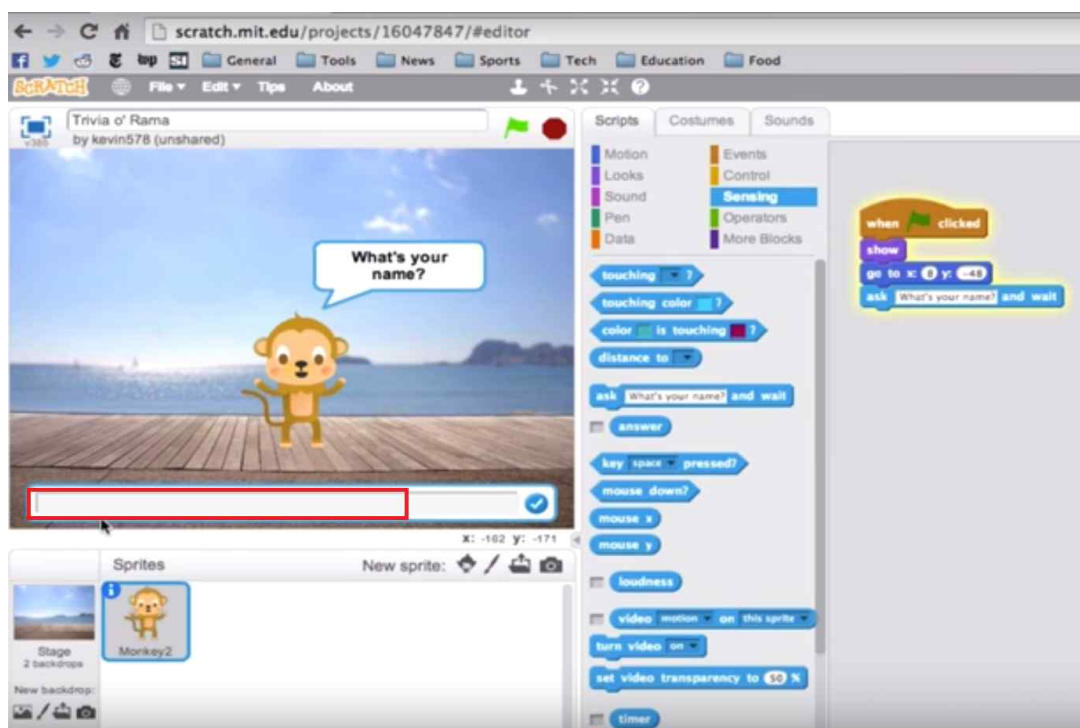 scratch.mit.edu/projects/16047847/#editor
General Tools News Sports Tech Education Food
SCRATCH File Edit Tips About
Trivia o' Rama
by kevin578 (unshared)
v385
Scripts Costumes Sounds
Motion Events
Looks Control
Sound Sensing
Pen Operators
Data More Blocks
What's your
name?
touching ?
touching color ?
color is touching ?
distance to
ask What's your name? and wait
answer
key space pressed?
mouse down?
mouse x
mouse y
loudness
video motion on this sprite
turn video on
set video transparency to 50 %
timer
when clicked
show
go to x: 0 y: -48
ask What's your name? and wait
x: -162 y: -171
Sprites New sprite:
Stage
2 backdrops
New backdrop:
Monkey2